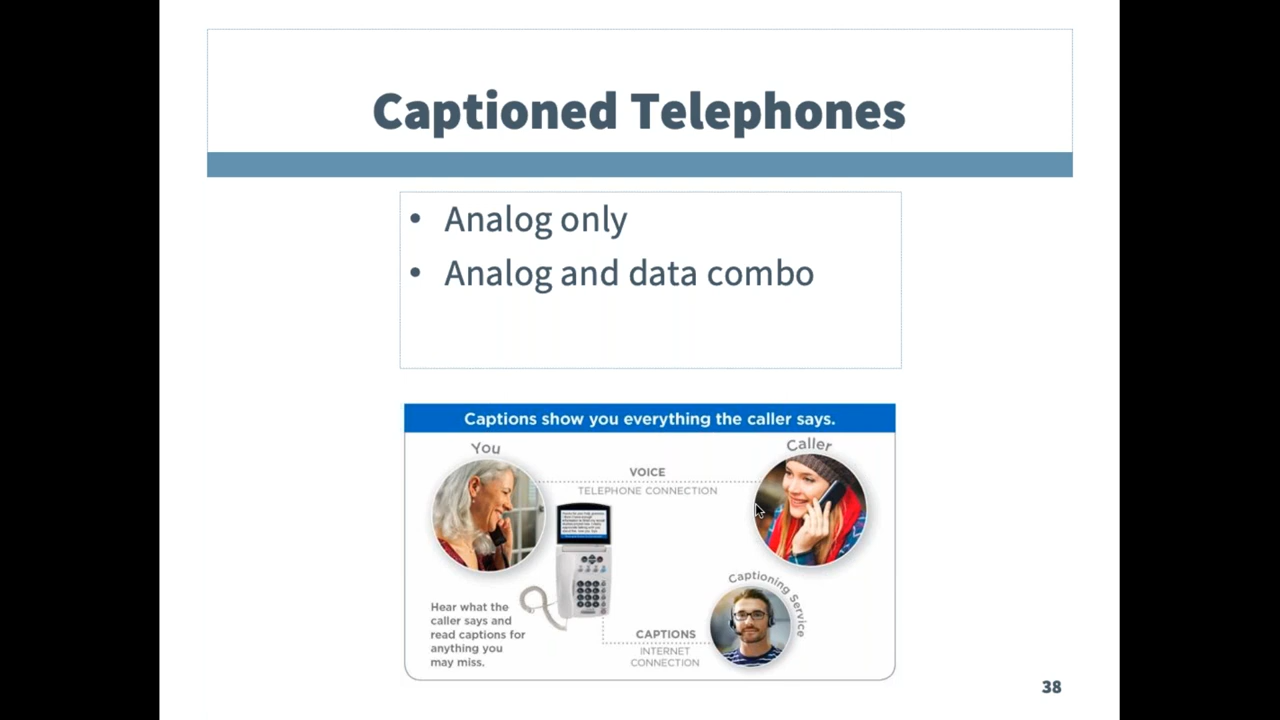 Captioned Telephones
• Analog only
• Analog and data combo
Captions show you everything the caller says.
You
Caller
VOICE
TELEPHONE CONNECTION
Captioning Service
Hear what the
caller says and
read captions for
anything you
may miss.
CAPTIONS
INTERNET
CONNECTION
38